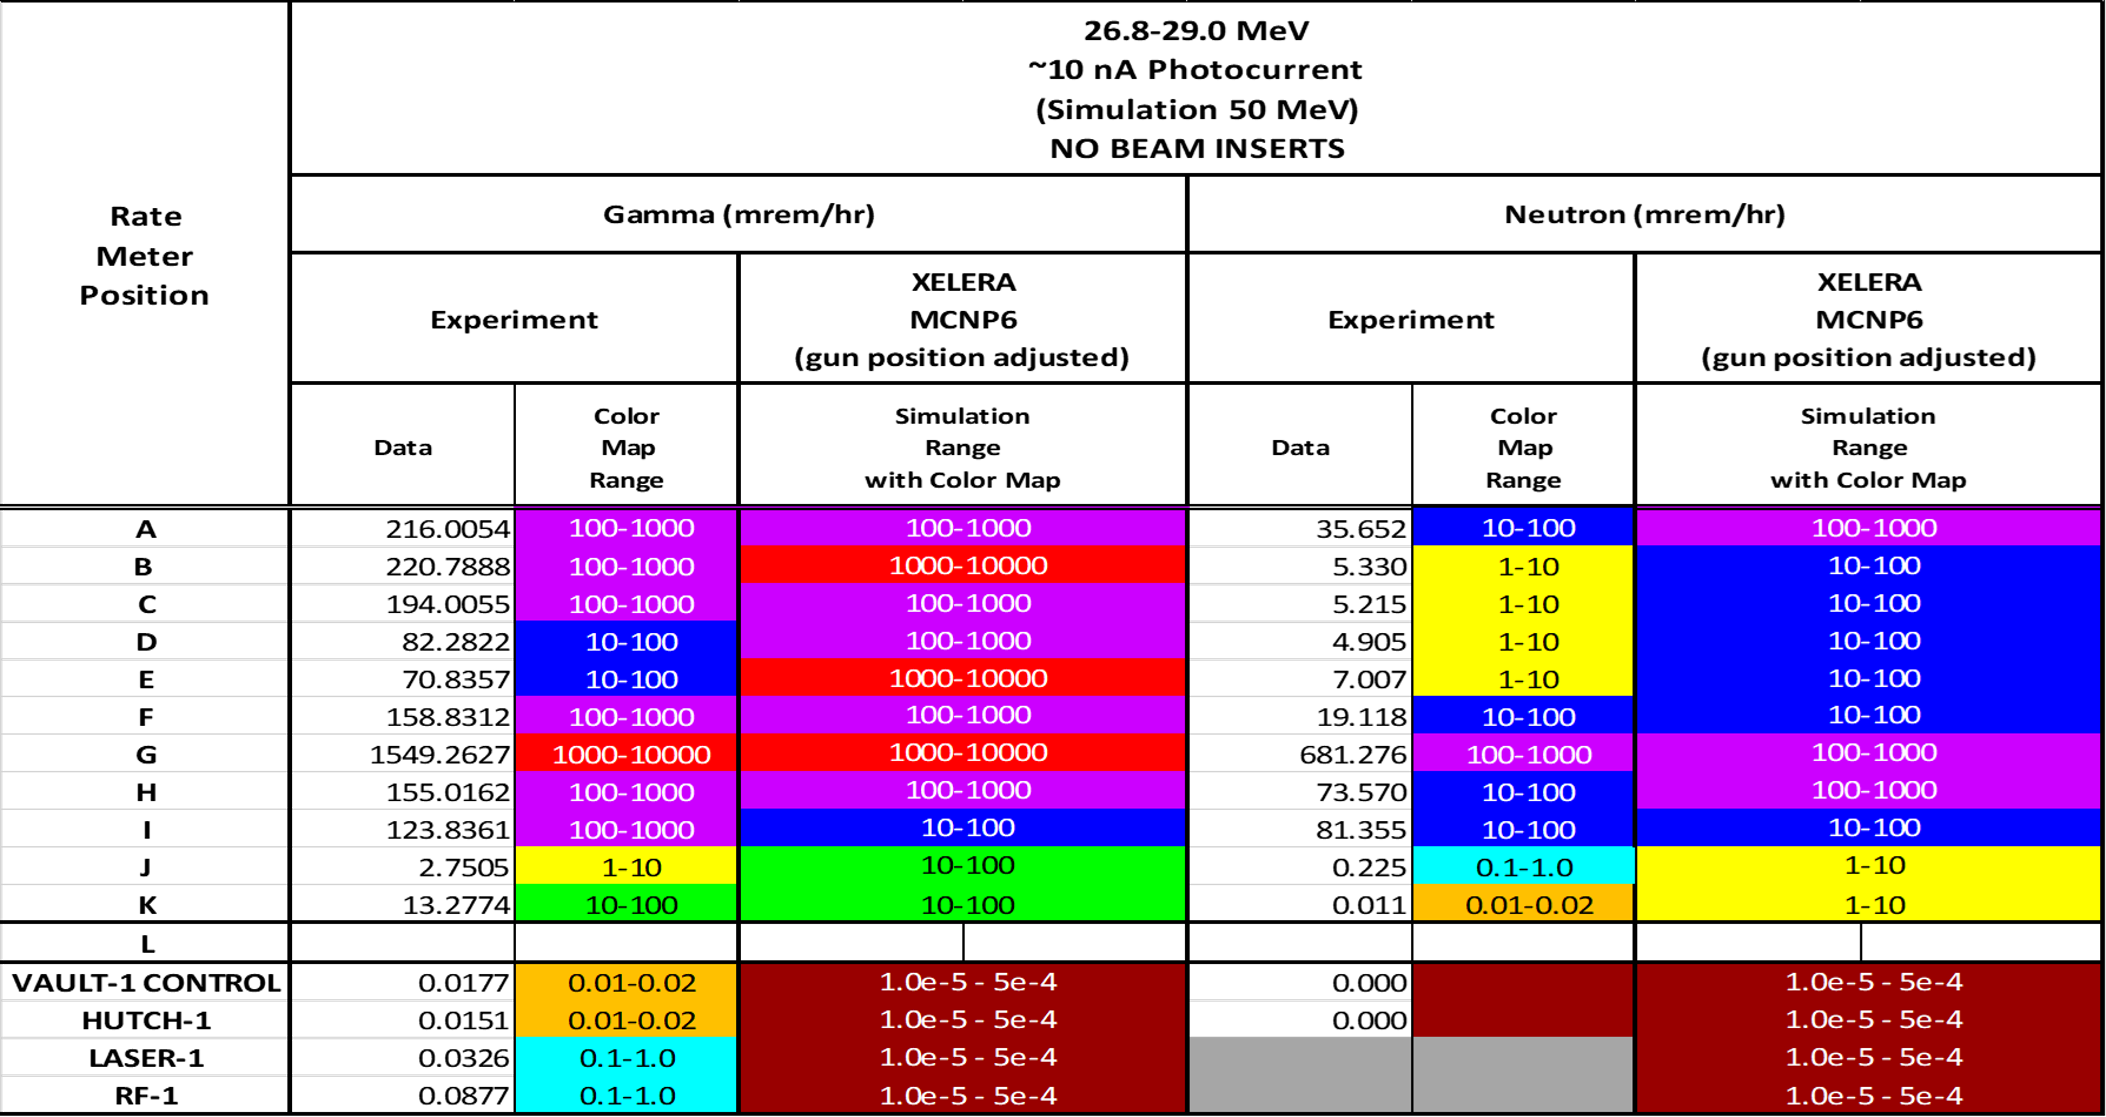 26.8-29.0 MeV
~10 nA Photocurrent
(Simulation 50 MeV)
NO BEAM INSERTS
Rate
Meter
Position
Gamma (mrem/hr)
Neutron (mrem/hr)
Experiment
XELERA
MCNP6
(gun position adjusted)
Experiment
XELERA
MCNP6
(gun position adjusted)
Data
Color
Map
Range
Simulation
Range
with Color Map
Data
Color
Map
Range
Simulation
Range
with Color Map
A 216.0054 100-1000 100-1000 35.652 10-100 100-1000
B 220.7888 100-1000 1000-10000 5.330 1-10 10-100
C 194.0055 100-1000 100-1000 5.215 1-10 10-100
D 82.2822 10-100 100-1000 4.905 1-10 10-100
E 70.8357 10-100 1000-10000 7.007 1-10 10-100
F 158.8312 100-1000 100-1000 19.118 10-100 10-100
G 1549.2627 1000-10000 1000-10000 681.276 100-1000 100-1000
H 155.0162 100-1000 100-1000 73.570 10-100 100-1000
I 123.8361 100-1000 10-100 81.355 10-100 10-100
J 2.7505 1-10 10-100 0.225 0.1-1.0 1-10
K 13.2774 10-100 10-100 0.011 0.01-0.02 1-10
L
VAULT-1 CONTROL 0.0177 0.01-0.02 1.0e-5 - 5e-4 0.000 1.0e-5 - 5e-4
HUTCH-1 0.0151 0.01-0.02 1.0e-5 - 5e-4 0.000 1.0e-5 - 5e-4
LASER-1 0.0326 0.1-1.0 1.0e-5 - 5e-4 1.0e-5 - 5e-4
RF-1 0.0877 0.1-1.0 1.0e-5 - 5e-4 1.0e-5 - 5e-4